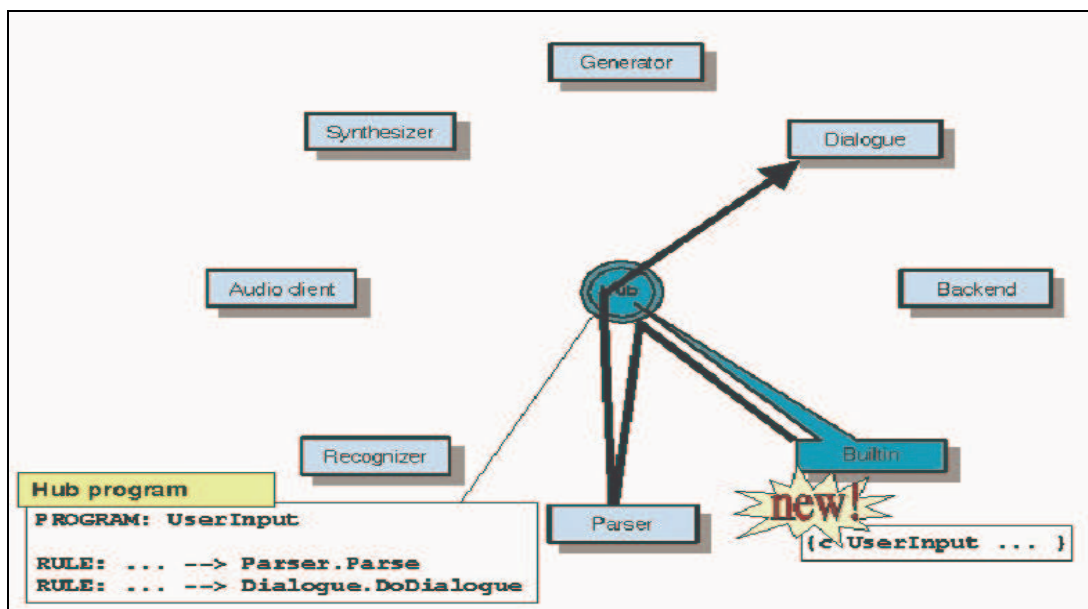 Generator
Synthesizer
Dialogue
Audio client
Hub
Backend
Recognizer
Builtin
Hub program
new!
Parser
PROGRAM: UserInput
{c UserInput ... }
RULE: ... --> Parser.Parse
RULE: ... --> Dialogue.DoDialogue